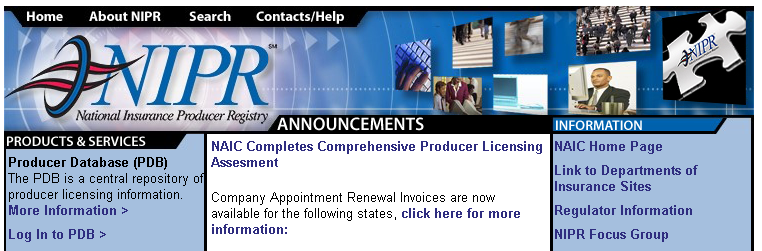 Home About NIPR Search Contacts/Help
NIPR SM
National Insurance Producer Registry
NIPR
ANNOUNCEMENTS
PRODUCTS & SERVICES
Producer Database (PDB)
The PDB is a central repository of
producer licensing information.
More Information >
Log In to PDB >
NAIC Completes Comprehensive Producer Licensing
Assesment
Company Appointment Renewal Invoices are now
available for the following states, click here for more
information:
INFORMATION
NAIC Home Page
Link to Departments of
Insurance Sites
Regulator Information
NIPR Focus Group